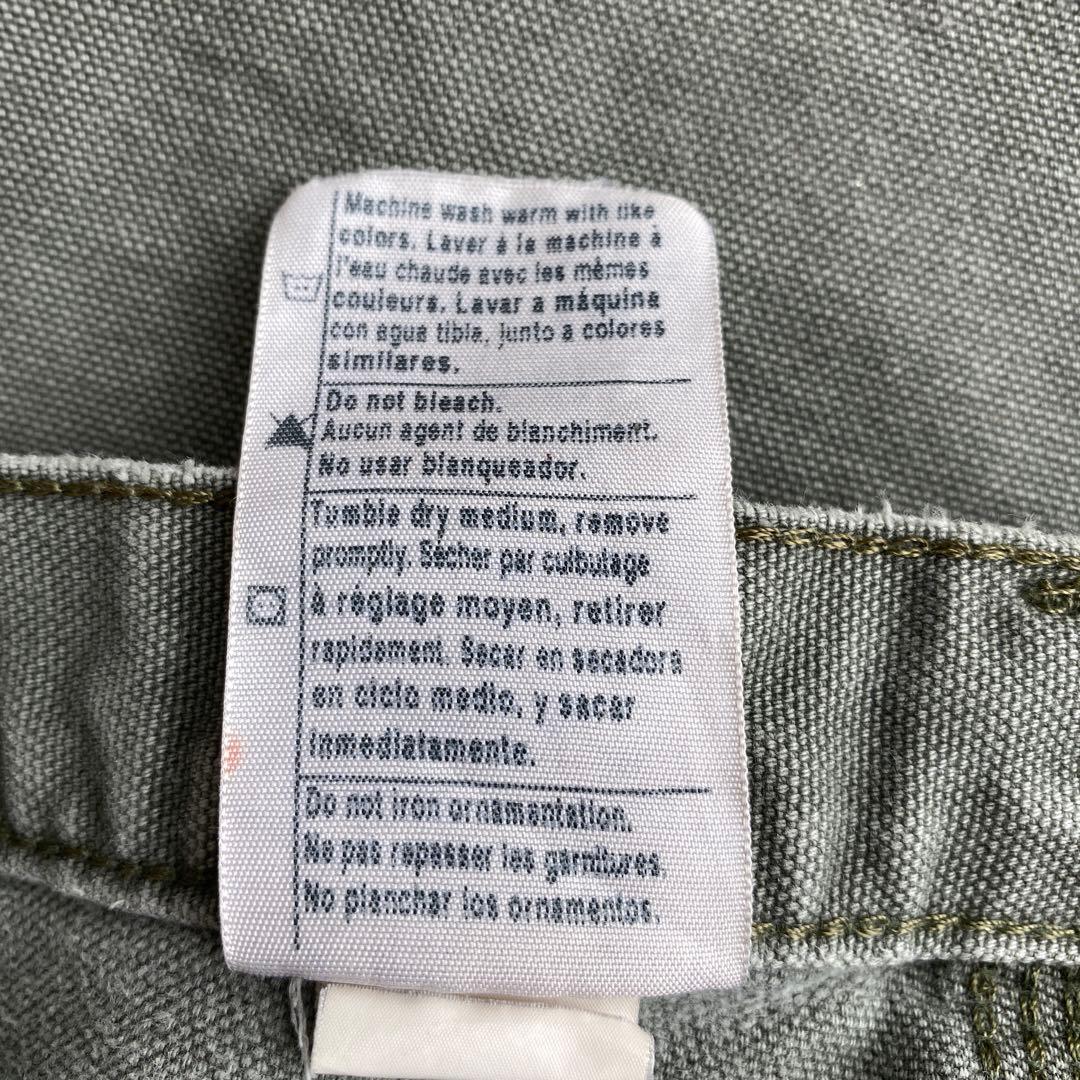 Machine wash warm with like
colors. Laver à la machine à
l'eau chaude avec les mêmes
couleurs. Lavar a máquina
con agua tibia, junto a colores
similares.
Do not bleach.
Aucun agent de blanchiment.
No usar blanqueador.
Tumble dry medium, remove
promptly. Sécher par culbutage
à réglage moyen, retirer
rapidament. Secar en secadora
en ciclo medio, y sacar
inmediatamente.
Do not iron ornamentation.
Ne pas repasser les garnitures.
No planchar los ornamentos.